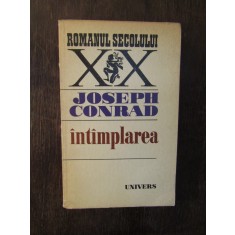 ROMANUL SECOLULUI
XX
JOSEPH
CONRAD
întîmplarea
UNIVERS